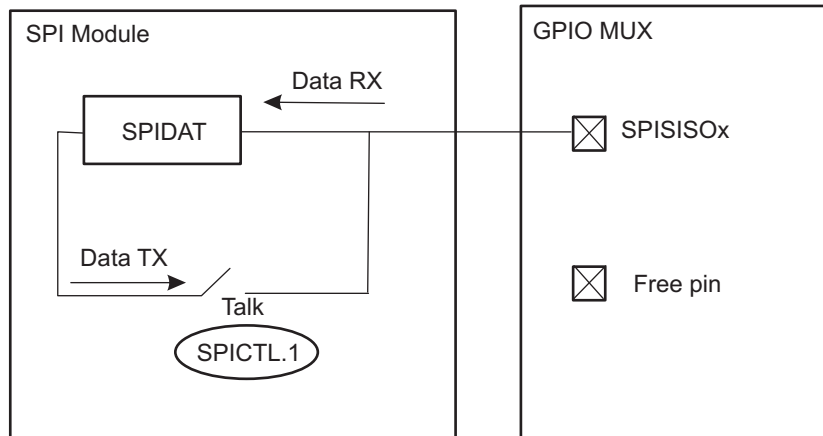 SPI Module
GPIO MUX
Data RX
SPIDAT
SPISISOx
Data TX
Free pin
Talk
SPICTL.1